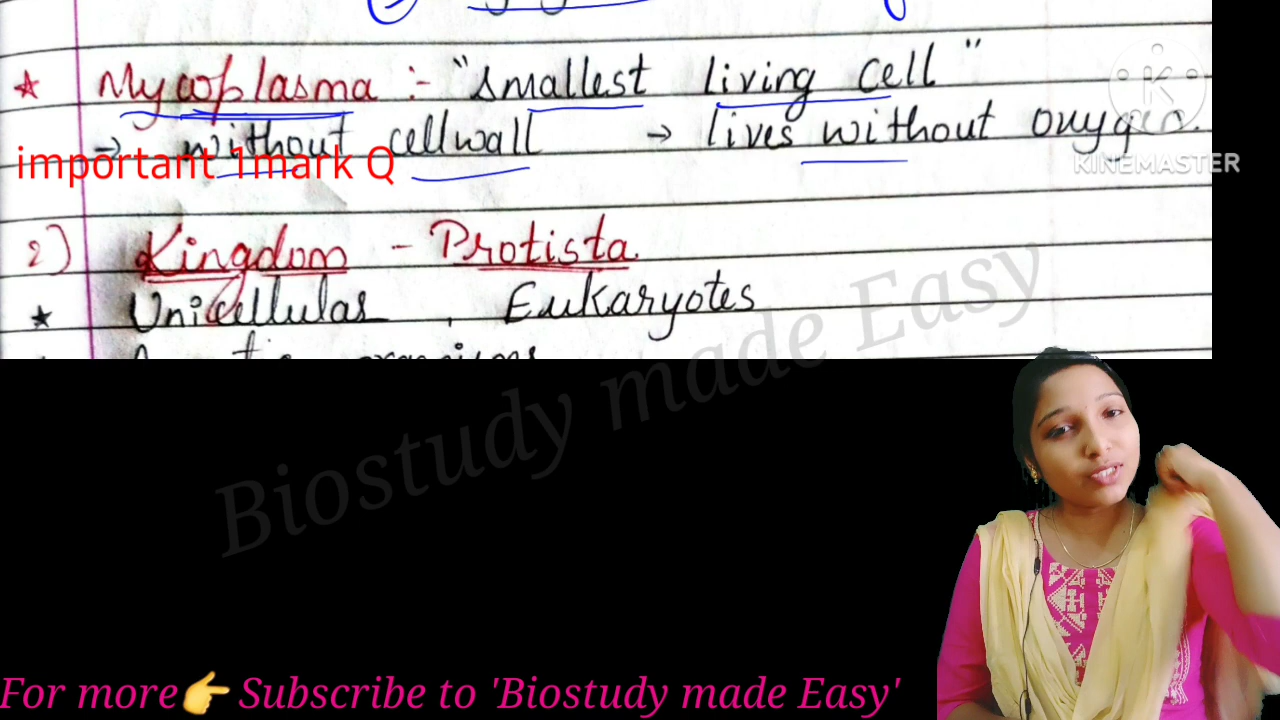 ★ Mycoplasma :- "Smallest living cell"
→ without cellwall → lives without oxygen.
important 1mark Q
KINEMASTER
2) Kingdom - Protista.
★ Unicellular , Eukaryotes
organisms
Biostudy made Easy
For more👉 Subscribe to 'Biostudy made Easy'